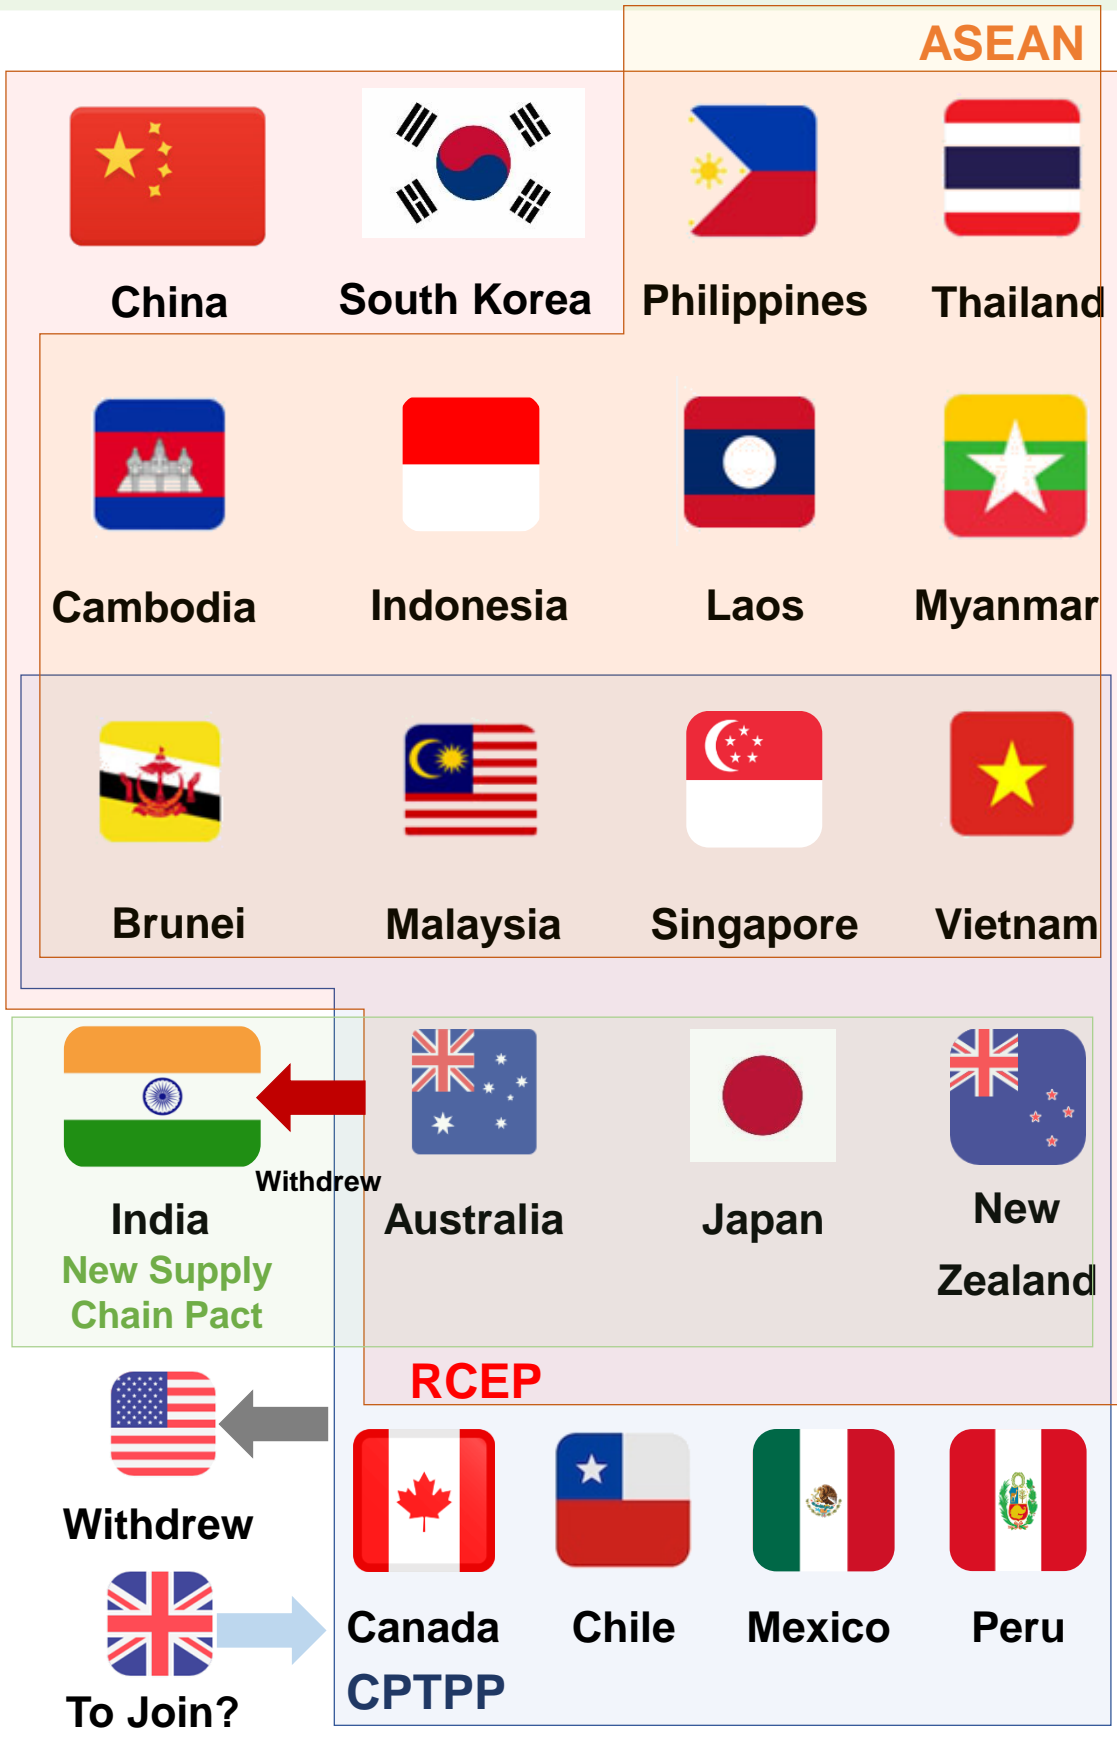 ASEAN
China
South Korea
Philippines
Thailand
Cambodia
Indonesia
Laos
Myanmar
Brunei
Malaysia
Singapore
Vietnam
Withdrew
India
Australia
Japan
New
Zealand
New Supply
Chain Pact
RCEP
Withdrew
Canada
Chile
Mexico
Peru
To Join?
CPTPP